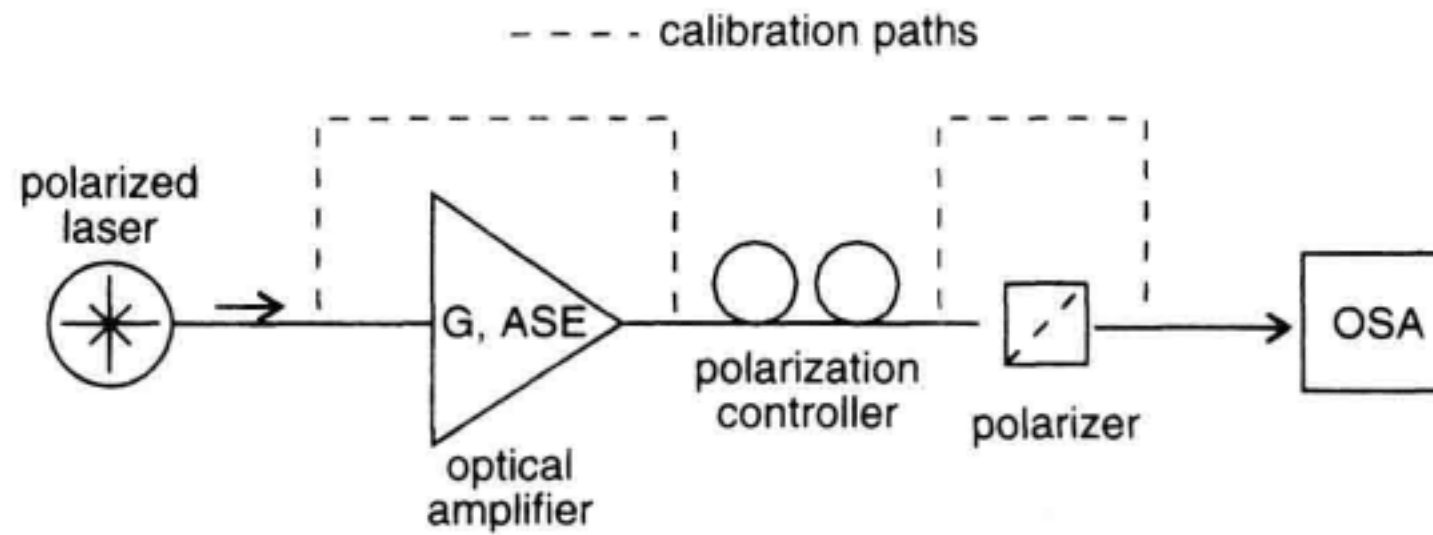 calibration paths
polarized
laser
G, ASE
OSA
polarization
controller
polarizer
optical
amplifier